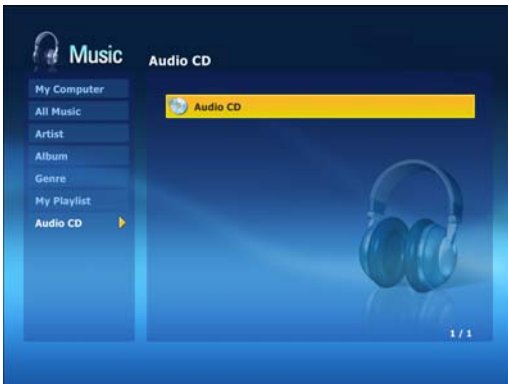 Music
Audio CD
My Computer
All Music
Artist
Album
Genre
My Playlist
Audio CD
Audio CD
1 / 1